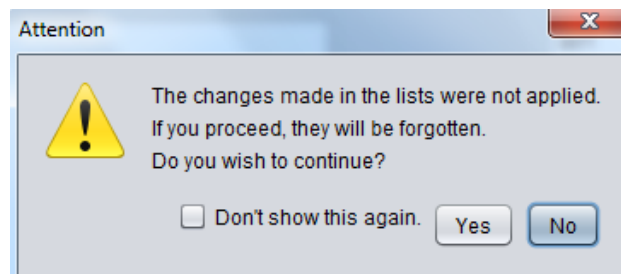 Attention
The changes made in the lists were not applied.
If you proceed, they will be forgotten.
Do you wish to continue?
Don't show this again. Yes No